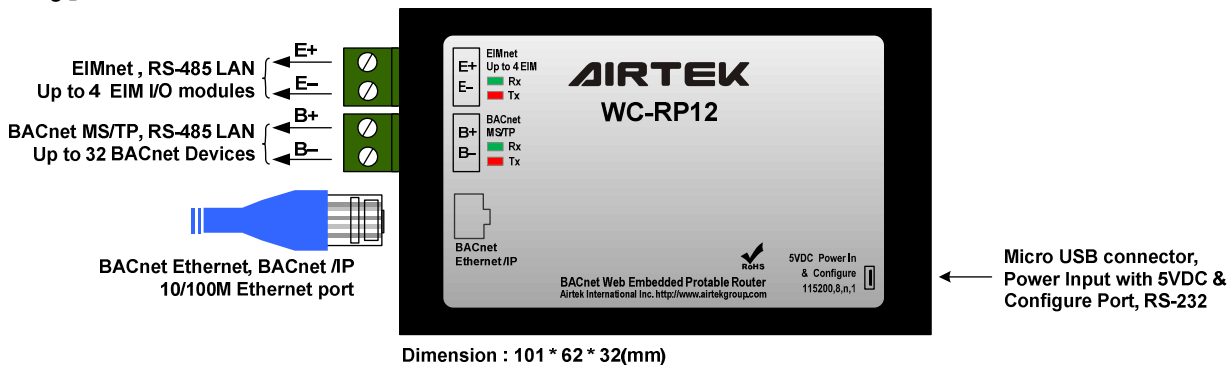 E+
EIMnet , RS-485 LAN
Up to 4 EIM I/O modules
E–
B+
BACnet MS/TP, RS-485 LAN
Up to 32 BACnet Devices
B–
BACnet Ethernet, BACnet /IP
10/100M Ethernet port
E+
E–
EIMnet
Up to 4 EIM
Rx
Tx
B+
B–
BACnet
MS/TP
Rx
Tx
BACnet
Ethernet /IP
AIRTEK
WC-RP12
RoHS
BACnet Web Embedded Protable Router
Airtek International Inc. http://www.airtekgroup.com
5VDC Power In
& Configure
115200,8,n,1
Micro USB connector,
Power Input with 5VDC &
Configure Port, RS-232
Dimension : 101 * 62 * 32(mm)